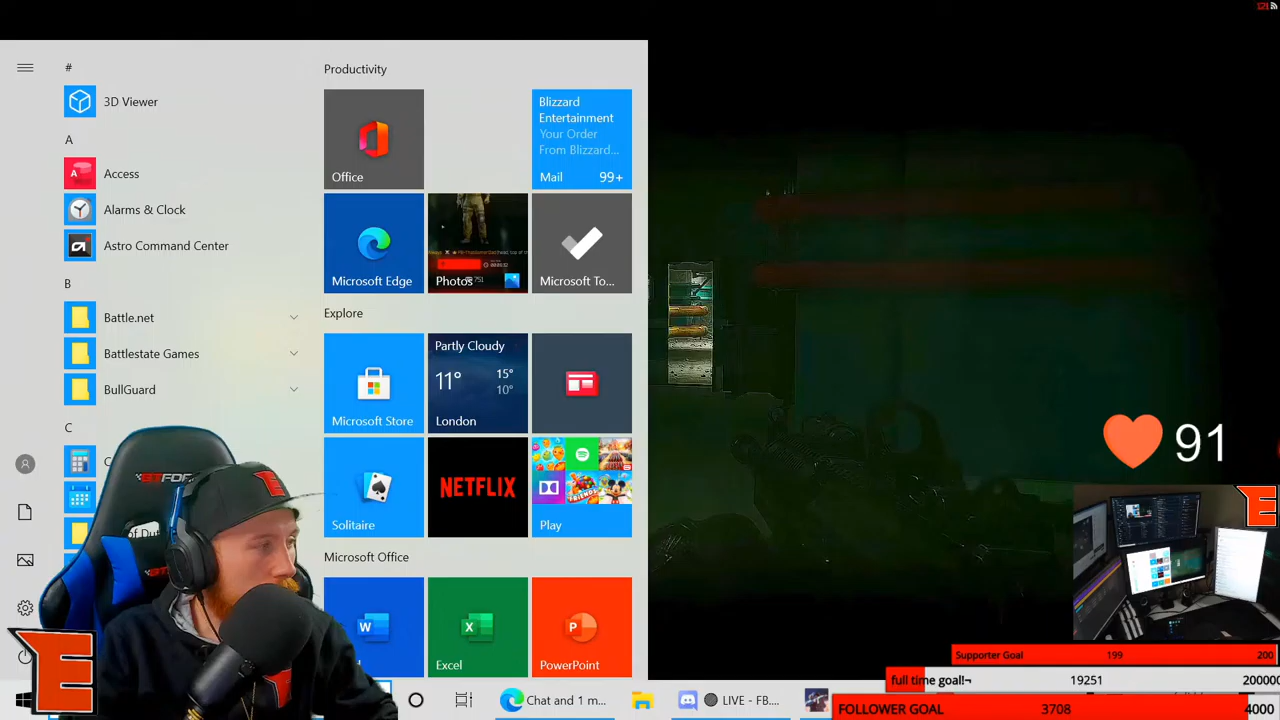 121
#
3D Viewer
A
Access
Alarms & Clock
Astro Command Center
B
Battle.net
Battlestate Games
BullGuard
C
Productivity
Office
Blizzard
Entertainment
Your Order
From Blizzard...
Mail 99+
Microsoft Edge
Photos
Microsoft To...
Explore
Microsoft Store
Partly Cloudy
11° 15°
10°
London
Solitaire
NETFLIX
Play
Microsoft Office
W
X
Excel
P
PowerPoint
91
E
E
Supporter Goal 199 200
full time goal!¬ 19251 200000
FOLLOWER GOAL 3708 4000
Chat and 1 m...
LIVE - FB...